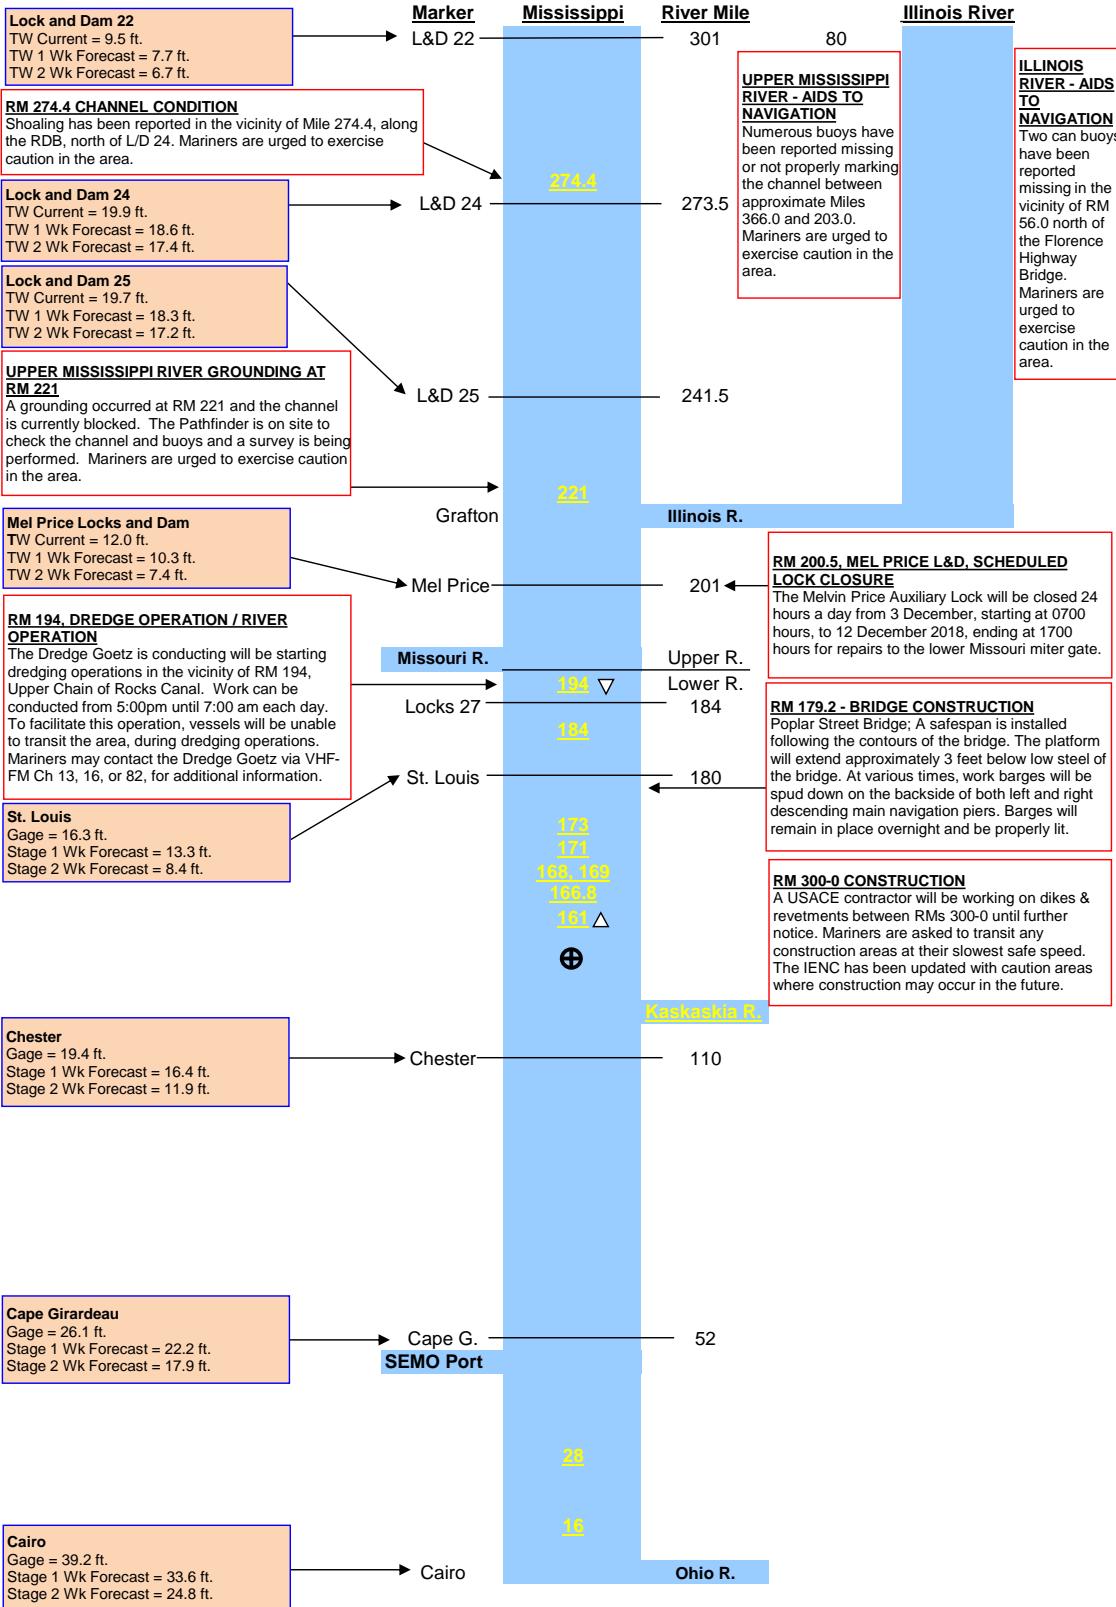 Marker Mississippi River Mile Illinois River
Lock and Dam 22
TW Current = 9.5 ft.
TW 1 Wk Forecast = 7.7 ft.
TW 2 Wk Forecast = 6.7 ft.
L&D 22 301 80
RM 274.4 CHANNEL CONDITION
Shoaling has been reported in the vicinity of Mile 274.4, along
the RDB, north of L/D 24. Mariners are urged to exercise
caution in the area.
274.4
UPPER MISSISSIPPI
RIVER - AIDS TO
NAVIGATION
Numerous buoys have
been reported missing
or not properly marking
the channel between
approximate Miles
366.0 and 203.0.
Mariners are urged to
exercise caution in the
area.
ILLINOIS
RIVER - AIDS
TO
NAVIGATION
Two can buoys
have been
reported
missing in the
vicinity of RM
56.0 north of
the Florence
Highway
Bridge.
Mariners are
urged to
exercise
caution in the
area.
Lock and Dam 24
TW Current = 19.9 ft.
TW 1 Wk Forecast = 18.6 ft.
TW 2 Wk Forecast = 17.4 ft.
L&D 24 273.5
Lock and Dam 25
TW Current = 19.7 ft.
TW 1 Wk Forecast = 18.3 ft.
TW 2 Wk Forecast = 17.2 ft.
L&D 25 241.5
UPPER MISSISSIPPI RIVER GROUNDING AT
RM 221
A grounding occurred at RM 221 and the channel
is currently blocked. The Pathfinder is on site to
check the channel and buoys and a survey is being
performed. Mariners are urged to exercise caution
in the area.
221
Grafton Illinois R.
Mel Price Locks and Dam
TW Current = 12.0 ft.
TW 1 Wk Forecast = 10.3 ft.
TW 2 Wk Forecast = 7.4 ft.
Mel Price 201
RM 200.5, MEL PRICE L&D, SCHEDULED
LOCK CLOSURE
The Melvin Price Auxiliary Lock will be closed 24
hours a day from 3 December, starting at 0700
hours, to 12 December 2018, ending at 1700
hours for repairs to the lower Missouri miter gate.
RM 194, DREDGE OPERATION / RIVER
OPERATION
The Dredge Goetz is conducting will be starting
dredging operations in the vicinity of RM 194,
Upper Chain of Rocks Canal. Work can be
conducted from 5:00pm until 7:00 am each day.
To facilitate this operation, vessels will be unable
to transit the area, during dredging operations.
Mariners may contact the Dredge Goetz via VHF-
FM Ch 13, 16, or 82, for additional information.
Missouri R. Upper R.
194 Lower R.
Locks 27 184
184
RM 179.2 - BRIDGE CONSTRUCTION
Poplar Street Bridge; A safespan is installed
following the contours of the bridge. The platform
will extend approximately 3 feet below low steel of
the bridge. At various times, work barges will be
spud down on the backside of both left and right
descending main navigation piers. Barges will
remain in place overnight and be properly lit.
St. Louis 180
St. Louis
Gage = 16.3 ft.
Stage 1 Wk Forecast = 13.3 ft.
Stage 2 Wk Forecast = 8.4 ft.
173
171
168, 169
166.8
161
RM 300-0 CONSTRUCTION
A USACE contractor will be working on dikes &
revetments between RMs 300-0 until further
notice. Mariners are asked to transit any
construction areas at their slowest safe speed.
The IENC has been updated with caution areas
where construction may occur in the future.
Kaskaskia R.
Chester
Gage = 19.4 ft.
Stage 1 Wk Forecast = 16.4 ft.
Stage 2 Wk Forecast = 11.9 ft.
Chester 110
Cape Girardeau
Gage = 26.1 ft.
Stage 1 Wk Forecast = 22.2 ft.
Stage 2 Wk Forecast = 17.9 ft.
Cape G. 52
SEMO Port
28
16
Cairo
Gage = 39.2 ft.
Stage 1 Wk Forecast = 33.6 ft.
Stage 2 Wk Forecast = 24.8 ft.
Cairo Ohio R.